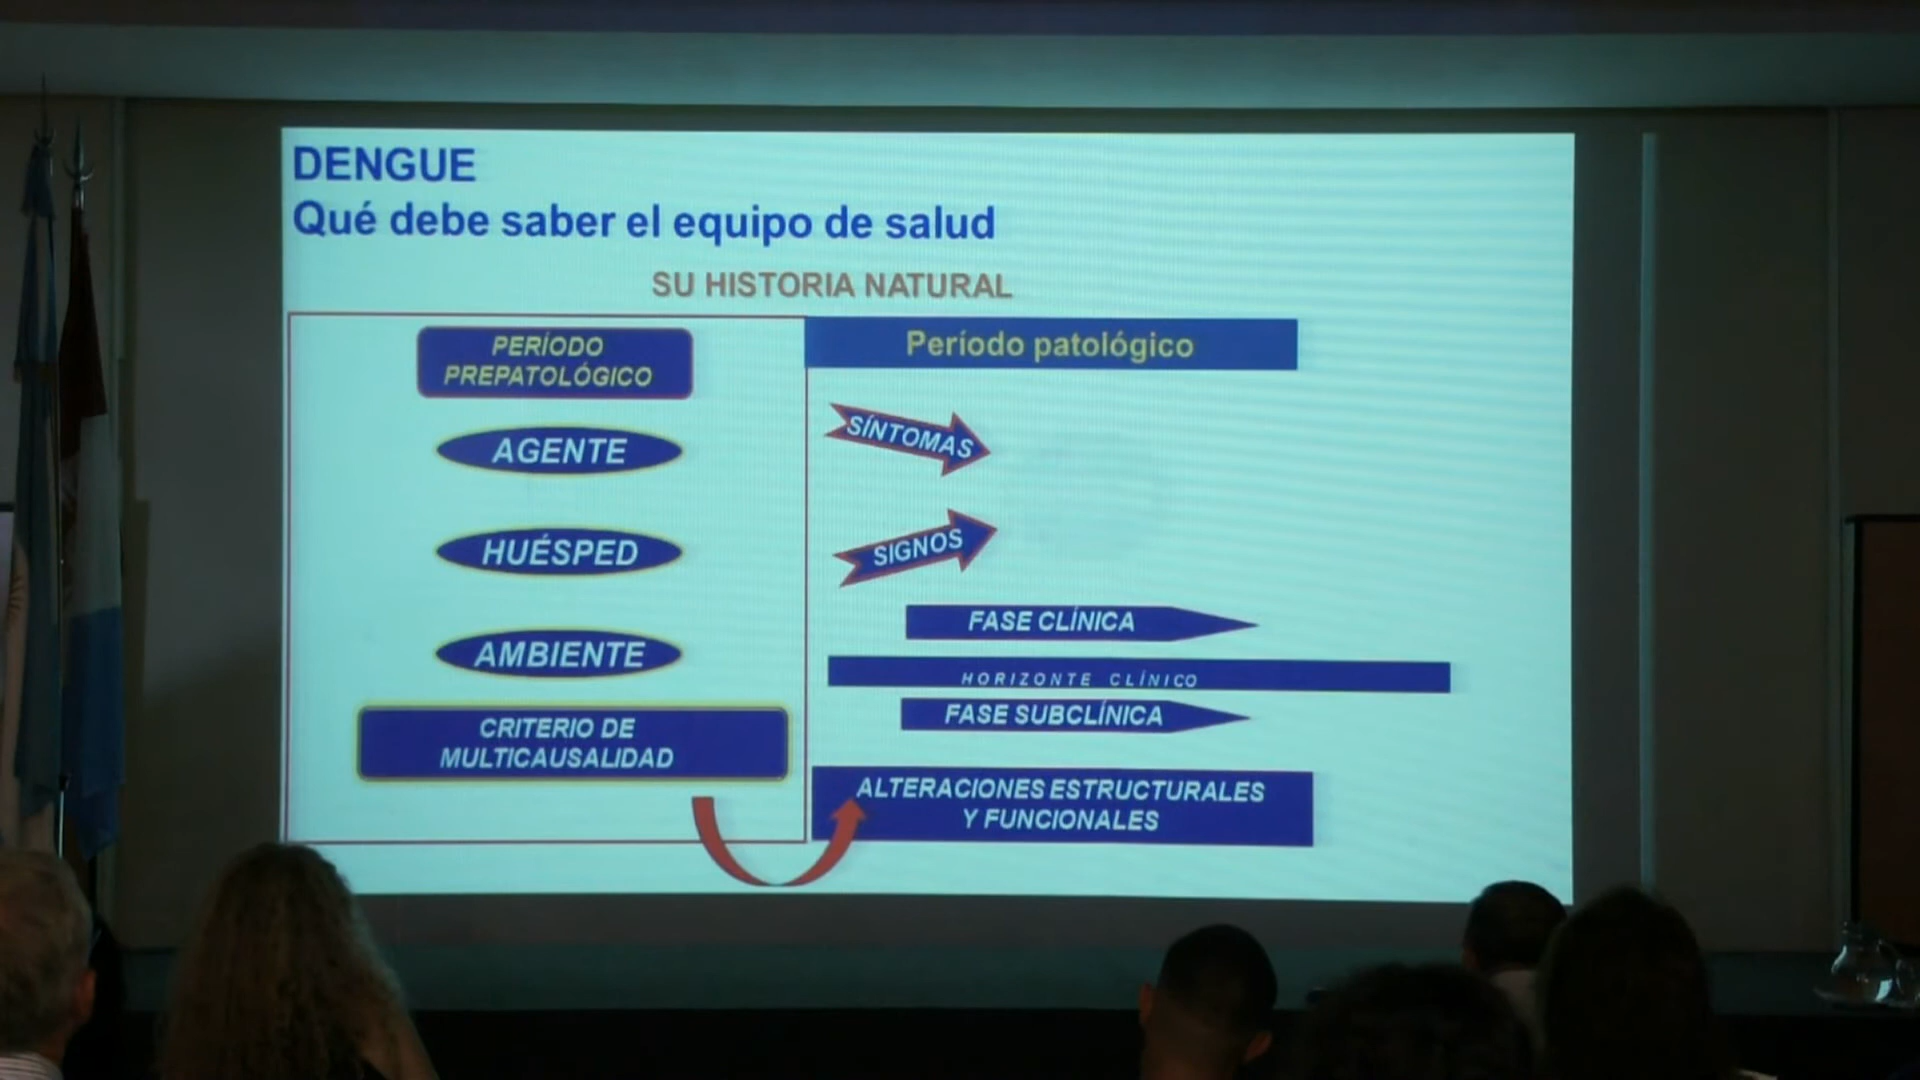 DENGUE
Qué debe saber el equipo de salud
SU HISTORIA NATURAL
PERÍODO
PREPATOLÓGICO
AGENTE
HUÉSPED
AMBIENTE
CRITERIO DE
MULTICAUSALIDAD
Período patológico
SÍNTOMAS
SIGNOS
FASE CLÍNICA
HORIZONTE CLÍNICO
FASE SUBCLÍNICA
ALTERACIONES ESTRUCTURALES
Y FUNCIONALES